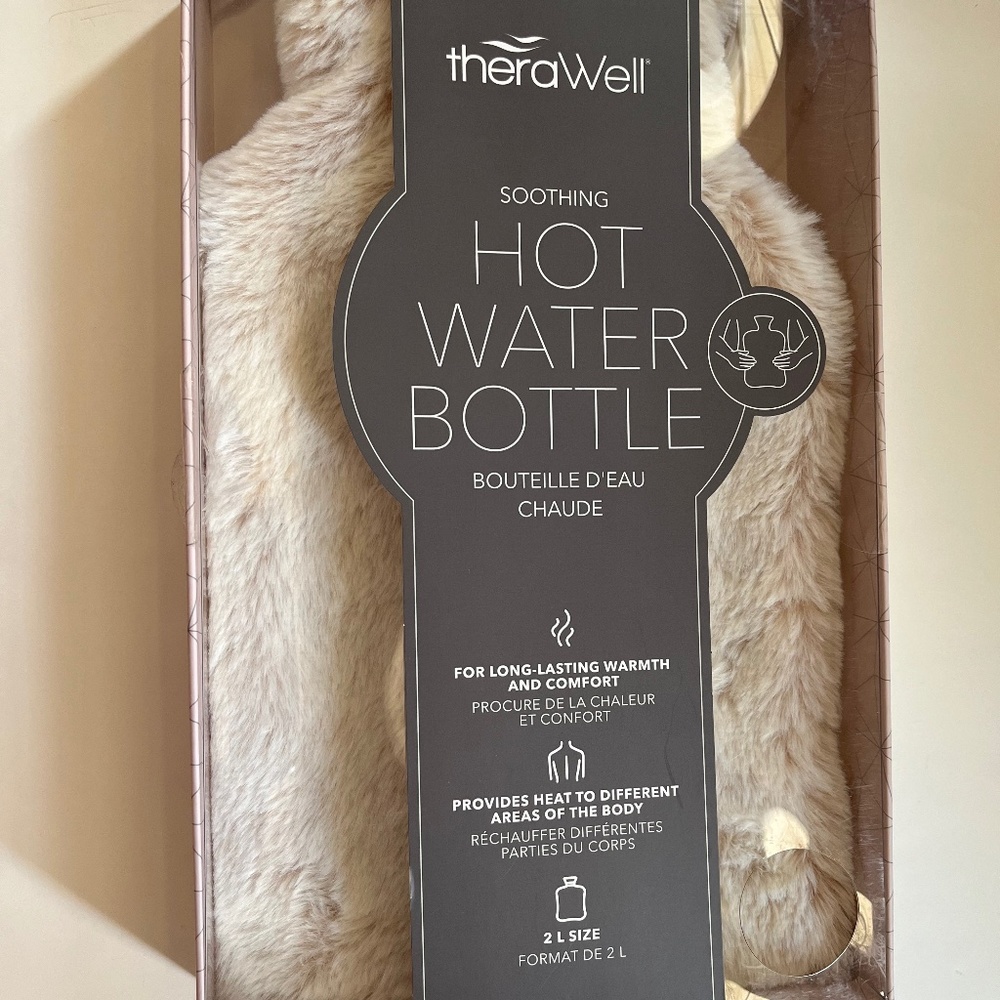 theraWell®
SOOTHING
HOT
WATER
BOTTLE
BOUTEILLE D'EAU
CHAUDE
FOR LONG-LASTING WARMTH
AND COMFORT
PROCURE DE LA CHALEUR
ET CONFORT
PROVIDES HEAT TO DIFFERENT
AREAS OF THE BODY
RÉCHAUFFER DIFFÉRENTES
PARTIES DU CORPS
2 L SIZE
FORMAT DE 2 L